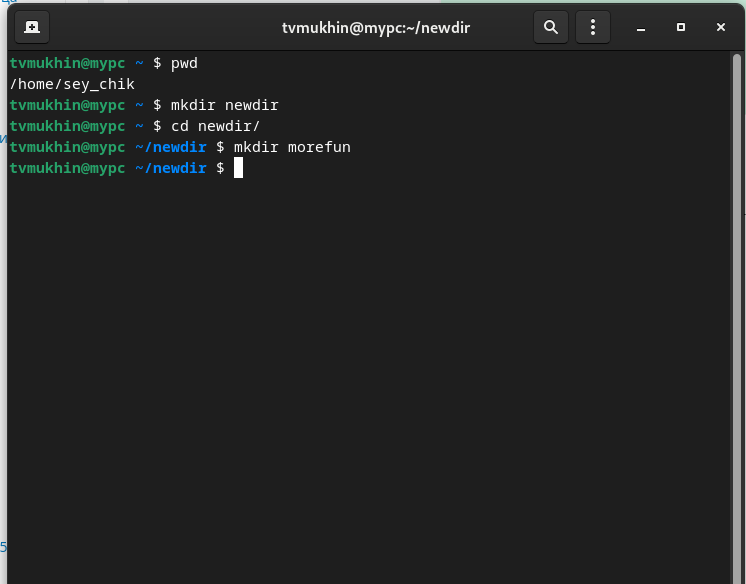 tvmukhin@mypc:~/newdir
tvmukhin@mypc ~ $ pwd
/home/sey_chik
tvmukhin@mypc ~ $ mkdir newdir
tvmukhin@mypc ~ $ cd newdir/
tvmukhin@mypc ~/newdir $ mkdir morefun
tvmukhin@mypc ~/newdir $
5